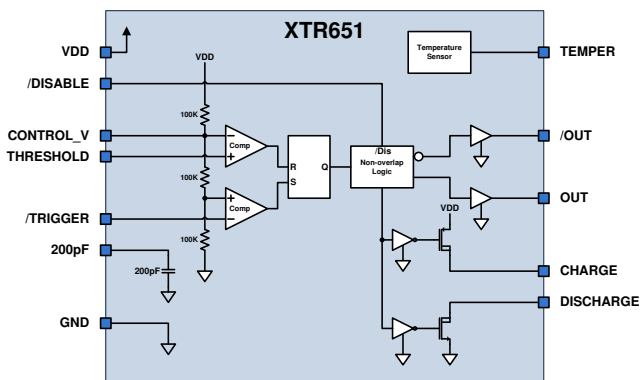 XTR651
VDD
/DISABLE
CONTROL_V
THRESHOLD
/TRIGGER
200pF
GND
VDD
100K
100K
100K
200pF
Comp
Comp
R
S
Q
/Dis
Non-overlap
Logic
Temperature
Sensor
VDD
TEMPER
/OUT
OUT
CHARGE
DISCHARGE